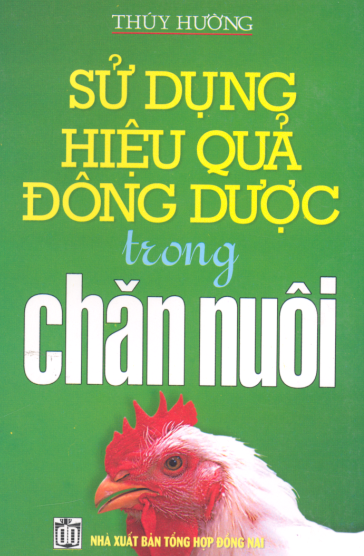 THÚY HƯỜNG
SỬ DỤNG
HIỆU QUẢ
ĐÔNG DƯỢC
trong
chăn nuôi
NHÀ XUẤT BẢN TỔNG HỢP ĐỒNG NAI